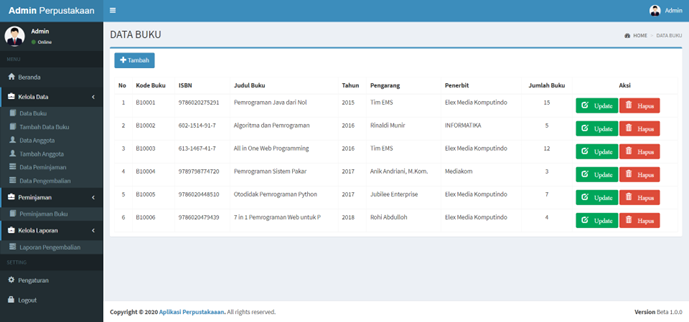 Admin Perpustakaan
Admin
Admin
Online
MENU
Beranda
Kelola Data
Data Buku
Tambah Data Buku
Data Anggota
Tambah Anggota
Data Peminjaman
Data Pengembalian
Peminjaman
Peminjaman Buku
Kelola Laporan
Laporan Pengembalian
SETTING
Pengaturan
Logout
DATA BUKU
HOME > DATA BUKU
+ Tambah
No Kode Buku ISBN Judul Buku Tahun Pengarang Penerbit Jumlah Buku Aksi
1 B10001 9786020275291 Pemrograman Java dari Nol 2015 Tim EMS Elex Media Komputindo 15 Update Hapus
2 B10002 602-1514-91-7 Algoritma dan Pemrograman 2016 Rinaldi Munir INFORMATIKA 5 Update Hapus
3 B10003 613-1467-41-7 All in One Web Programming 2016 Tim EMS Elex Media Komputindo 12 Update Hapus
4 B10004 9789798774720 Pemrograman Sistem Pakar 2017 Anik Andriani, M.Kom. Mediakom 3 Update Hapus
5 B10005 9786020448510 Otodidak Pemrograman Python 2017 Jubilee Enterprise Elex Media Komputindo 7 Update Hapus
6 B10006 9786020479439 7 in 1 Pemrograman Web untuk P 2018 Rohi Abdulloh Elex Media Komputindo 4 Update Hapus
Copyright © 2020 Aplikasi Perpustakaaan. All rights reserved.
Version Beta 1.0.0